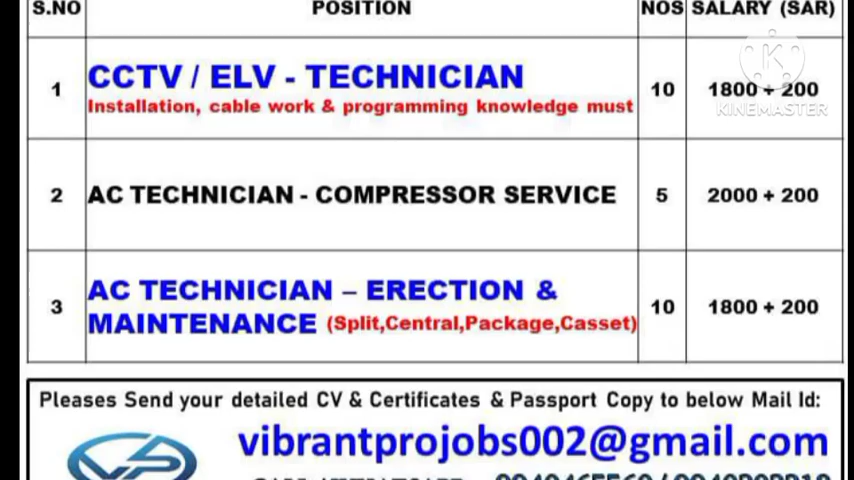 S.NO POSITION NOS SALARY (SAR)
1 CCTV / ELV - TECHNICIAN 10 1800 + 200
Installation, cable work & programming knowledge must
KINEMASTER
2 AC TECHNICIAN - COMPRESSOR SERVICE 5 2000 + 200
3 AC TECHNICIAN – ERECTION & 10 1800 + 200
MAINTENANCE (Split,Central,Package,Casset)
Pleases Send your detailed CV & Certificates & Passport Copy to below Mail Id:
vibrantprojobs002@gmail.com